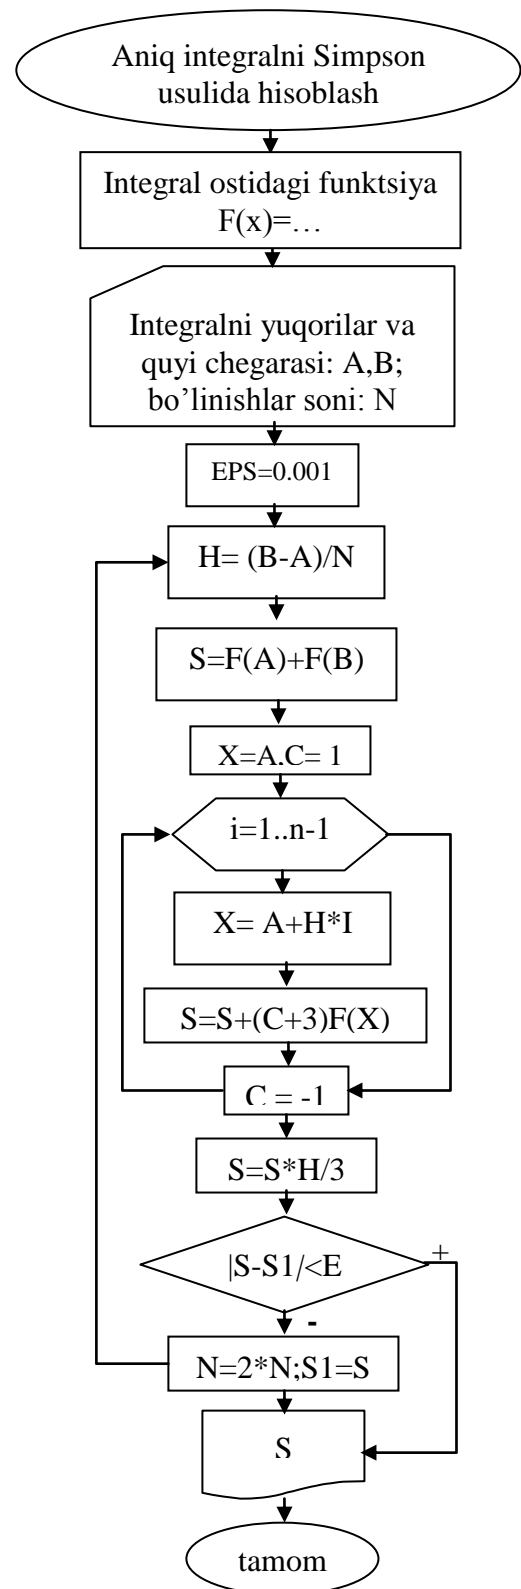 Aniq integralni Simpson
usulida hisoblash
Integral ostidagi funktsiya
F(x)=…
Integralni yuqorilar va
quyi chegarasi: A,B;
bo’linishlar soni: N
EPS=0.001
H= (B-A)/N
S=F(A)+F(B)
X=A,C= 1
i=1..n-1
X= A+H*I
S=S+(C+3)F(X)
C = -1
S=S*H/3
|S-S1/<E
+
-
N=2*N;S1=S
S
tamom